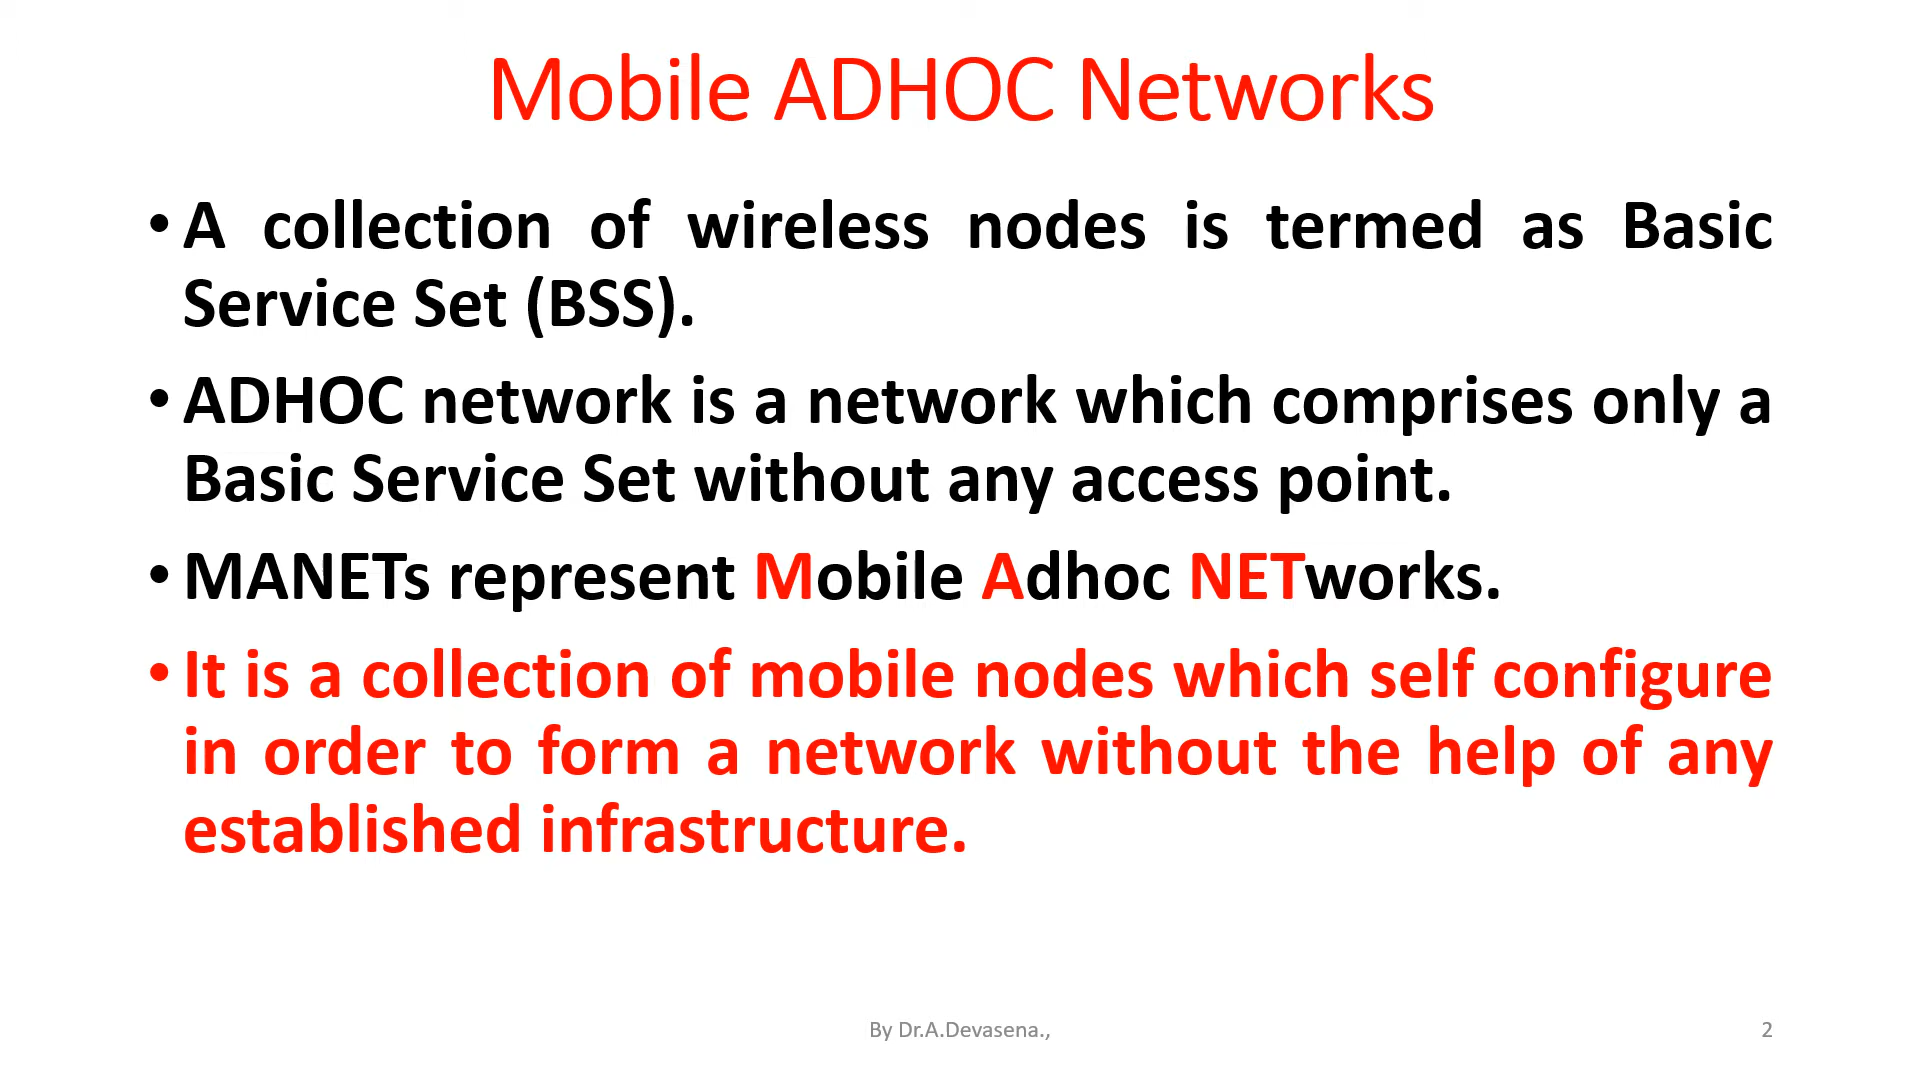 Mobile ADHOC Networks
• A collection of wireless nodes is termed as Basic
Service Set (BSS).
• ADHOC network is a network which comprises only a
Basic Service Set without any access point.
• MANETs represent Mobile Adhoc NETworks.
• It is a collection of mobile nodes which self configure
in order to form a network without the help of any
established infrastructure.
By Dr.A.Devasena.,
2